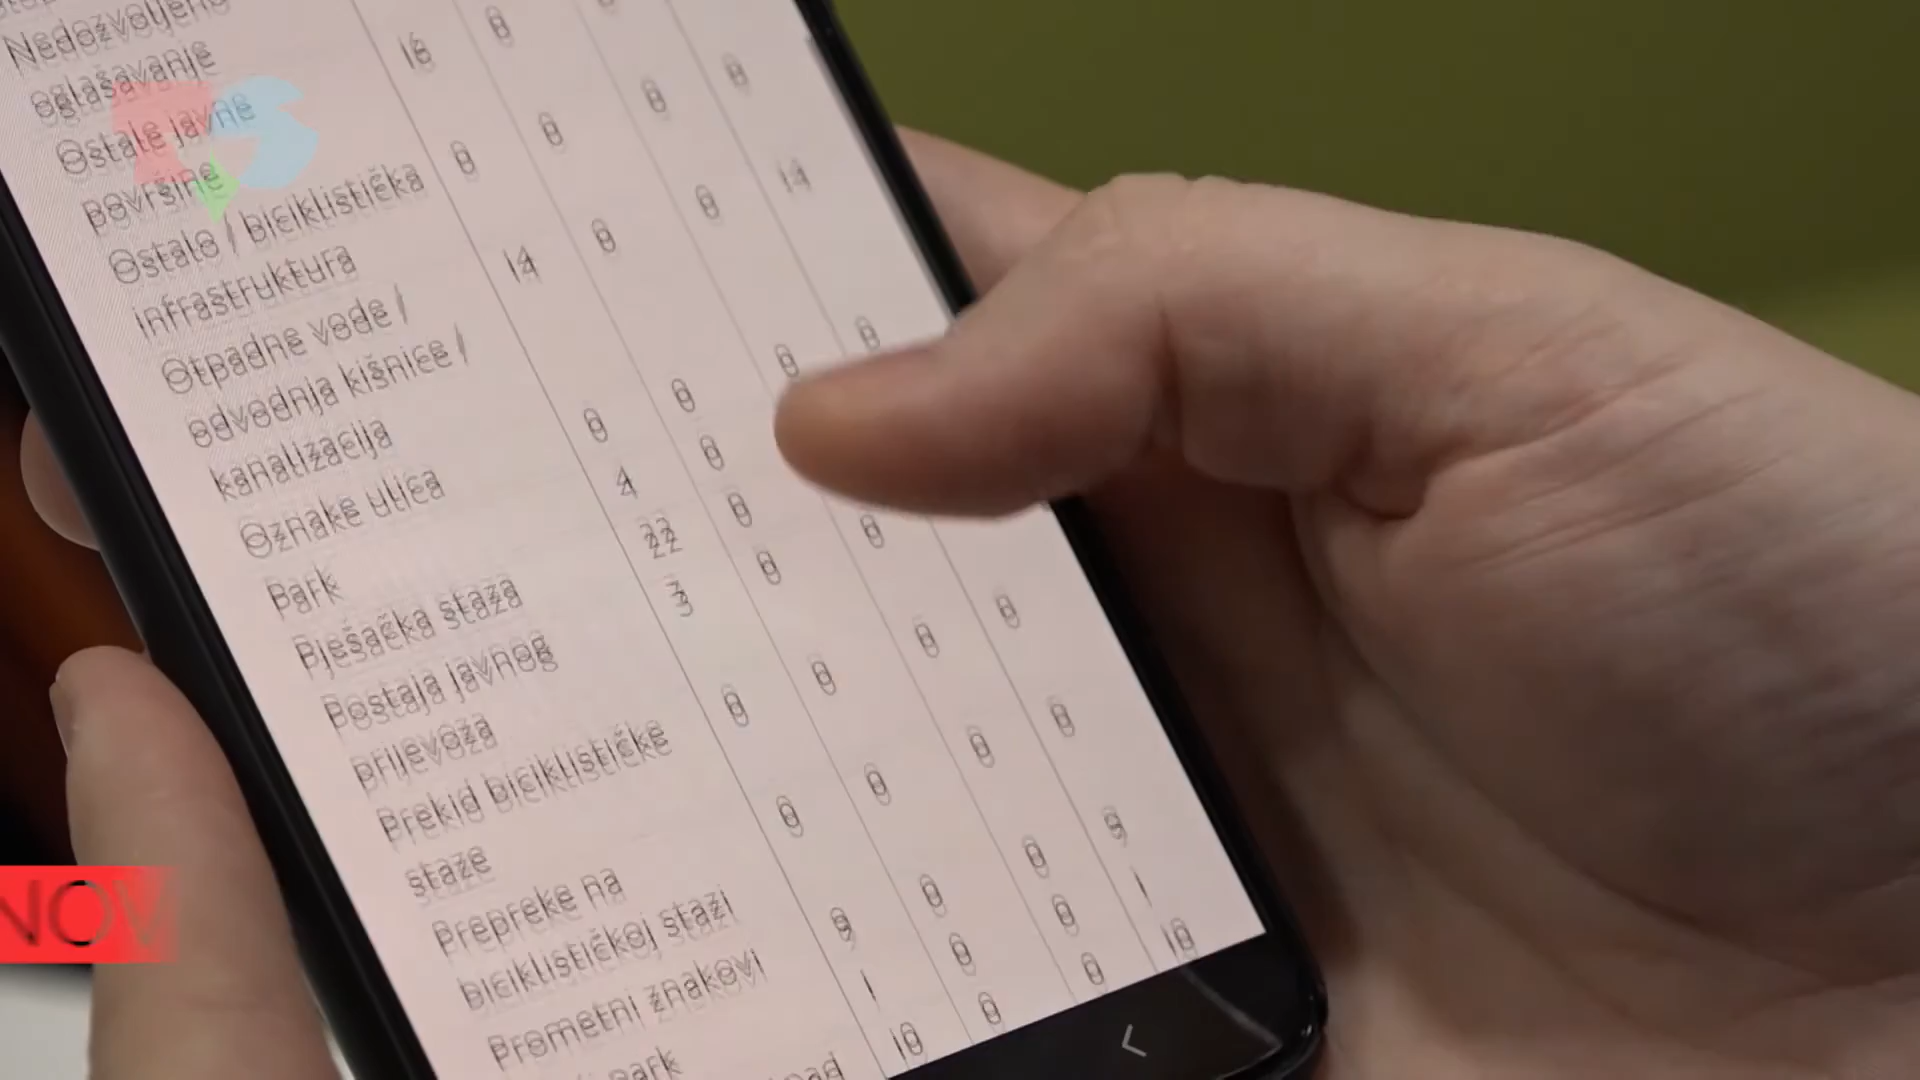 Nedozvoljeno
oglašavanje
16 0
Ostale javne
površine
0 0 0 0
Ostalo / biciklistička
infrastruktura
14 0 0 14
Otpadne vode /
odvodnja kišnice /
kanalizacija
0 0 0 0
Oznake ulica
4 0
Park
22 0 0
Pješačka staza
0
Postaja javnog
prijevoza
0 0 0 0
Prekid biciklističke
staze
0 0 0 0
Prepreke na
biciklističkoj stazi
9 0 0 9
Prometni znakovi
1 0 0 1
park
10 0 0 10
NOV